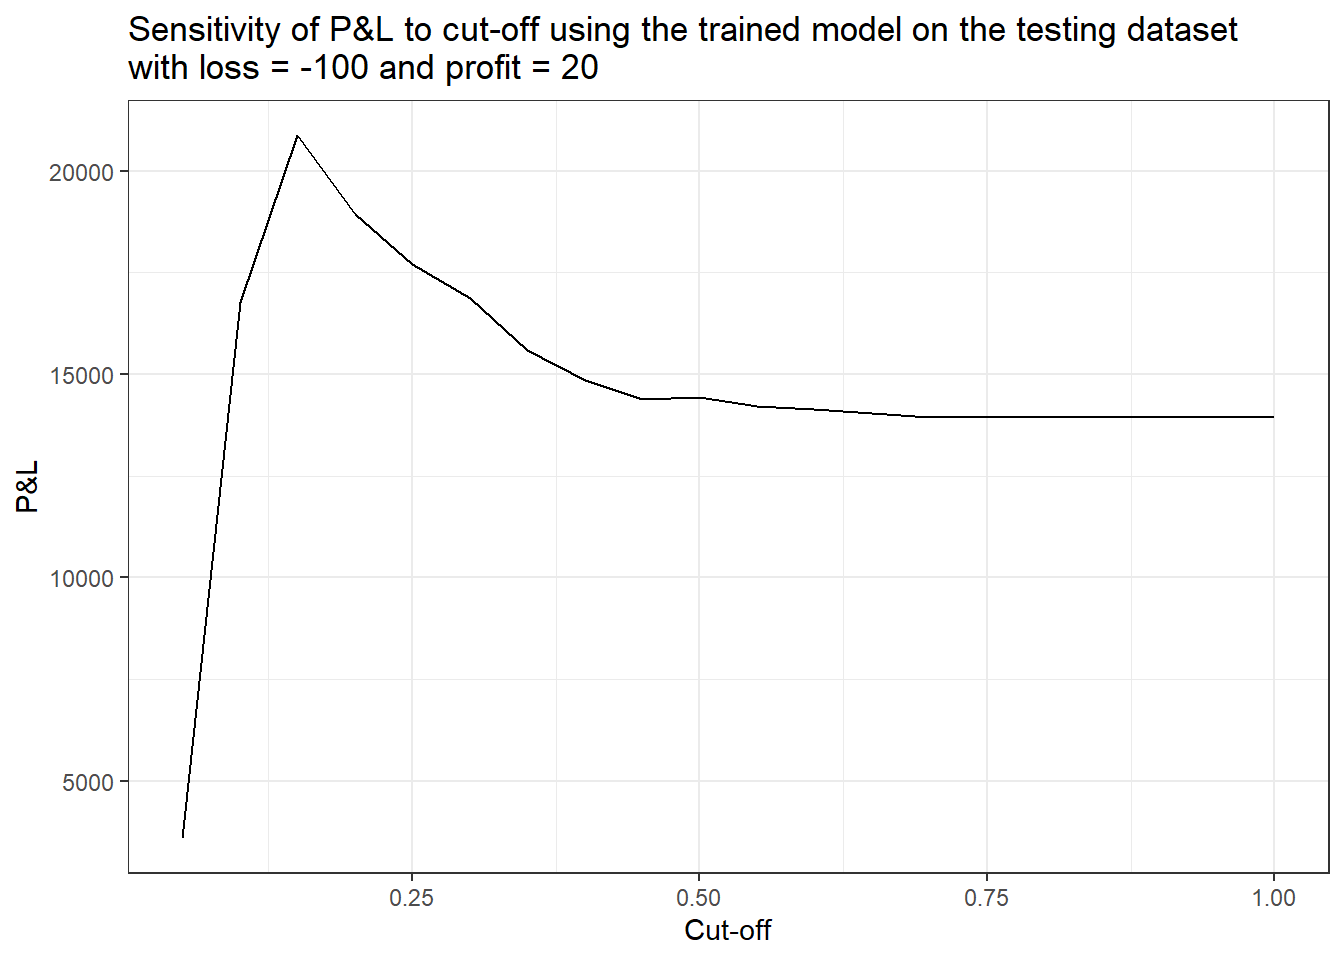 Sensitivity of P&L to cut-off using the trained model on the testing dataset
with loss = -100 and profit = 20
20000
15000
10000
5000
P&L
0.25
0.50
0.75
1.00
Cut-off